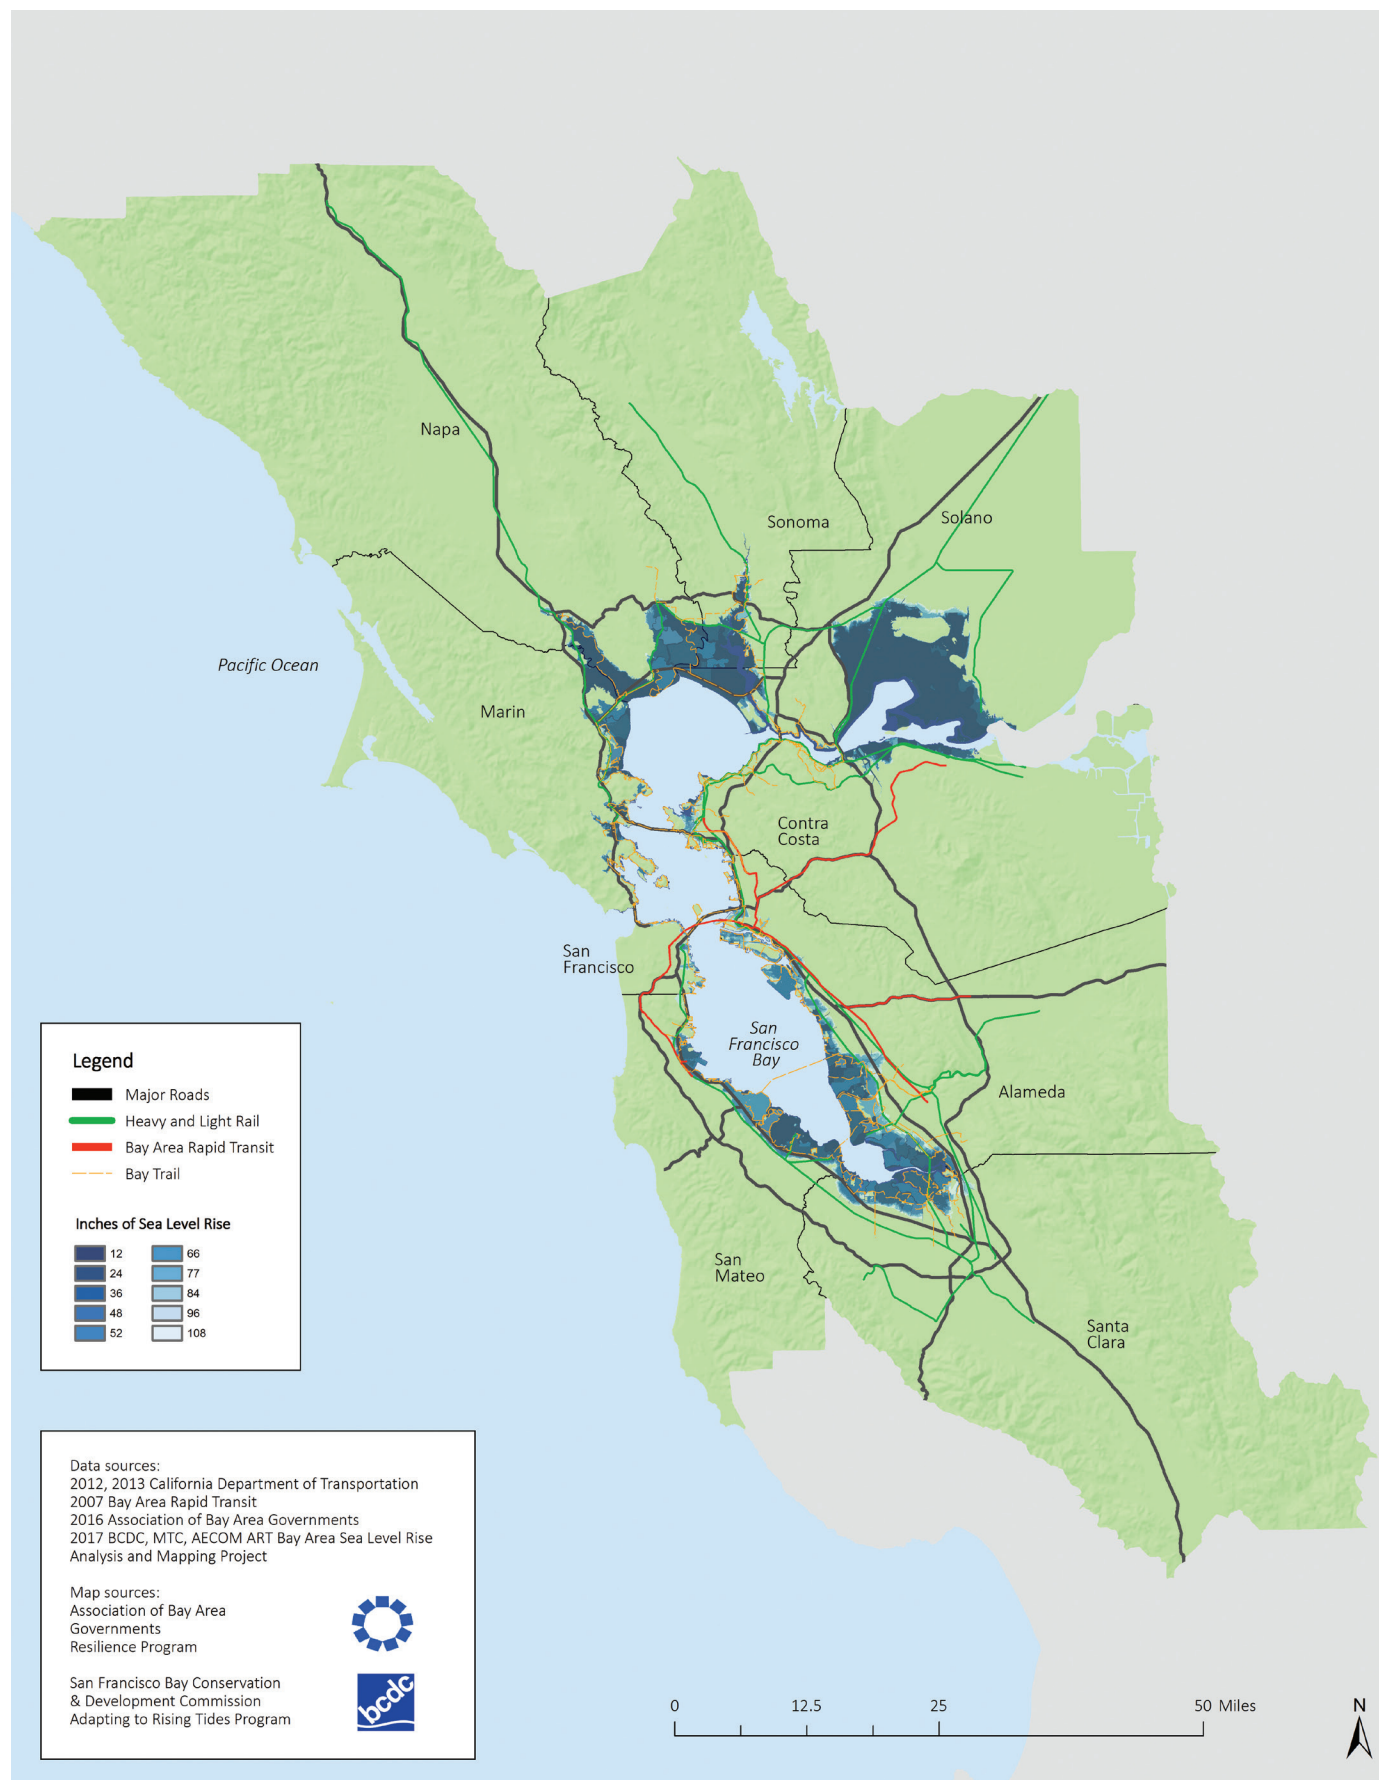 Napa
Sonoma
Solano
Pacific Ocean
Marin
Contra
Costa
San
Francisco
San
Francisco
Bay
Alameda
San
Mateo
Santa
Clara
Legend
Major Roads
Heavy and Light Rail
Bay Area Rapid Transit
Bay Trail
Inches of Sea Level Rise
12
24
36
48
52
66
77
84
96
108
Data sources:
2012, 2013 California Department of Transportation
2007 Bay Area Rapid Transit
2016 Association of Bay Area Governments
2017 BCDC, MTC, AECOM ART Bay Area Sea Level Rise
Analysis and Mapping Project
Map sources:
Association of Bay Area
Governments
Resilience Program
San Francisco Bay Conservation
& Development Commission
Adapting to Rising Tides Program
bcdc
0 12.5 25 50 Miles
N